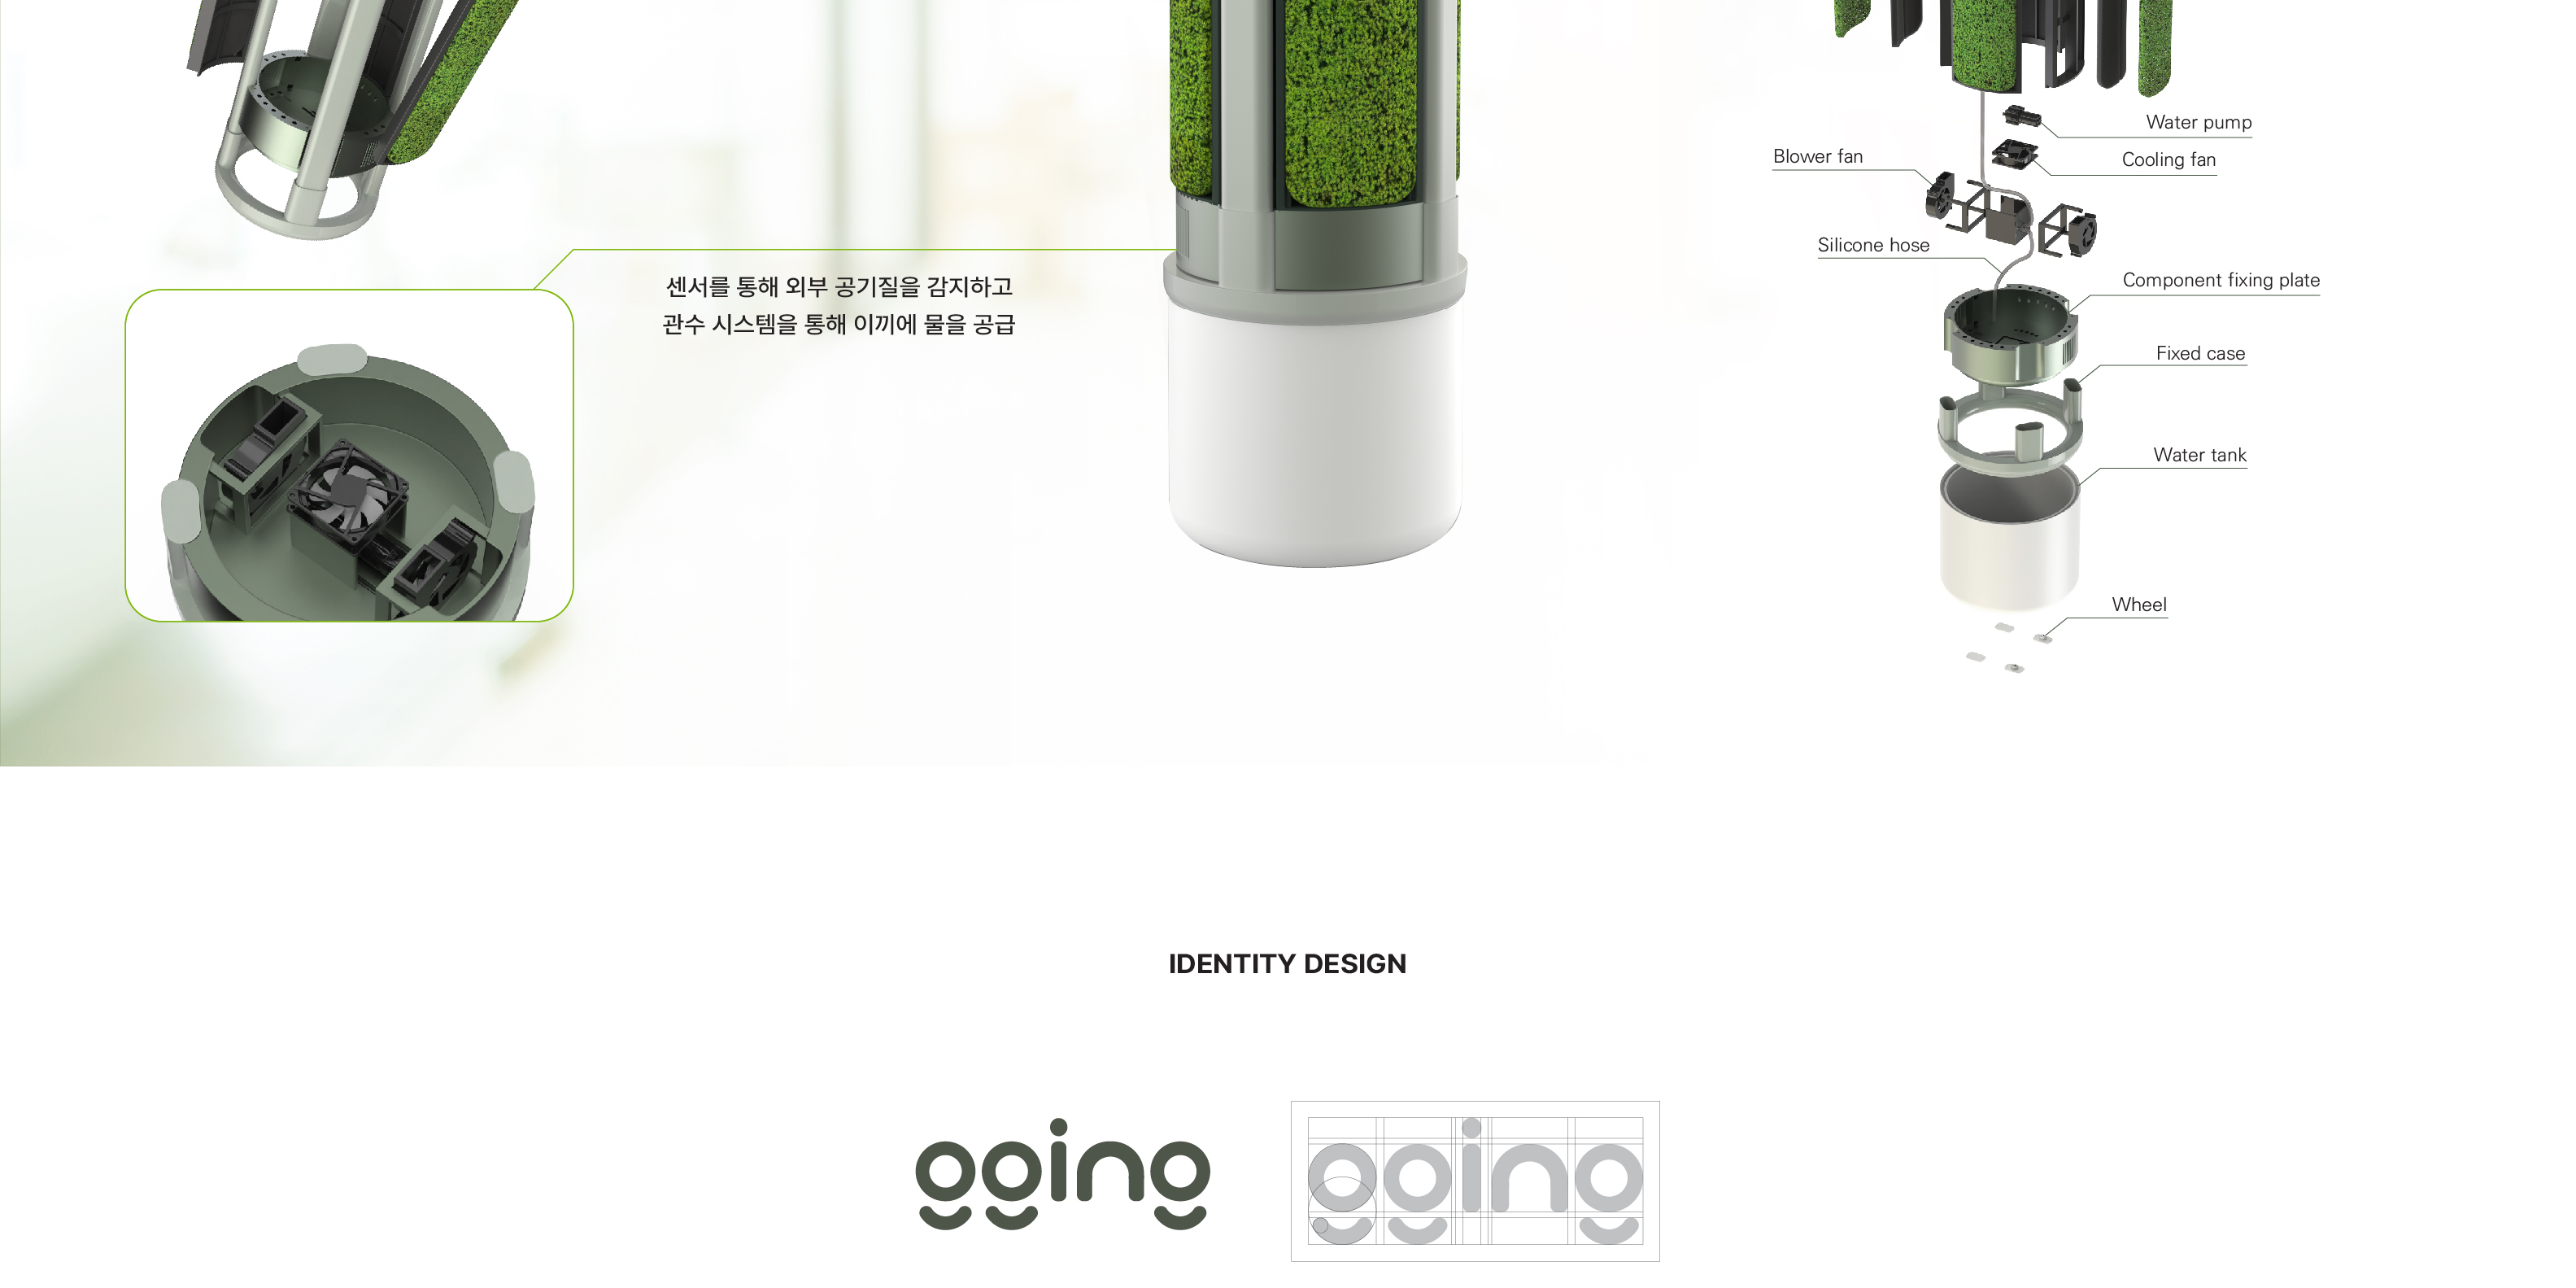 Water pump
Blower fan
Cooling fan
Silicone hose
센서를 통해 외부 공기질을 감지하고
관수 시스템을 통해 이끼에 물을 공급
Component fixing plate
Fixed case
Water tank
Wheel
IDENTITY DESIGN
gging
gging